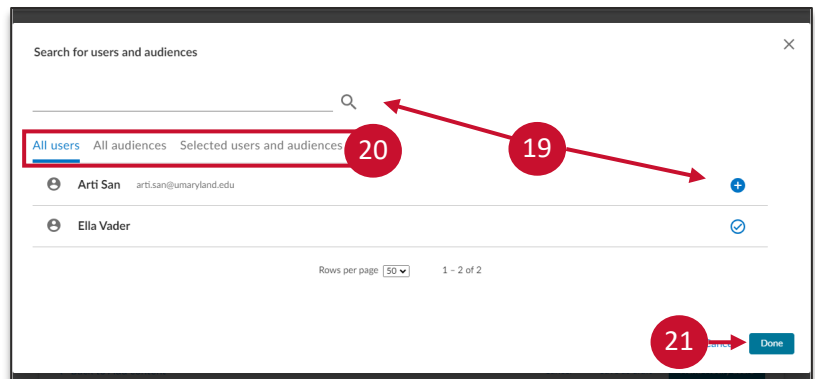 Search for users and audiences
19
All users All audiences Selected users and audiences
20
Arti San arti.san@umaryland.edu
Ella Vader
Rows per page 50 1 – 2 of 2
21
Done